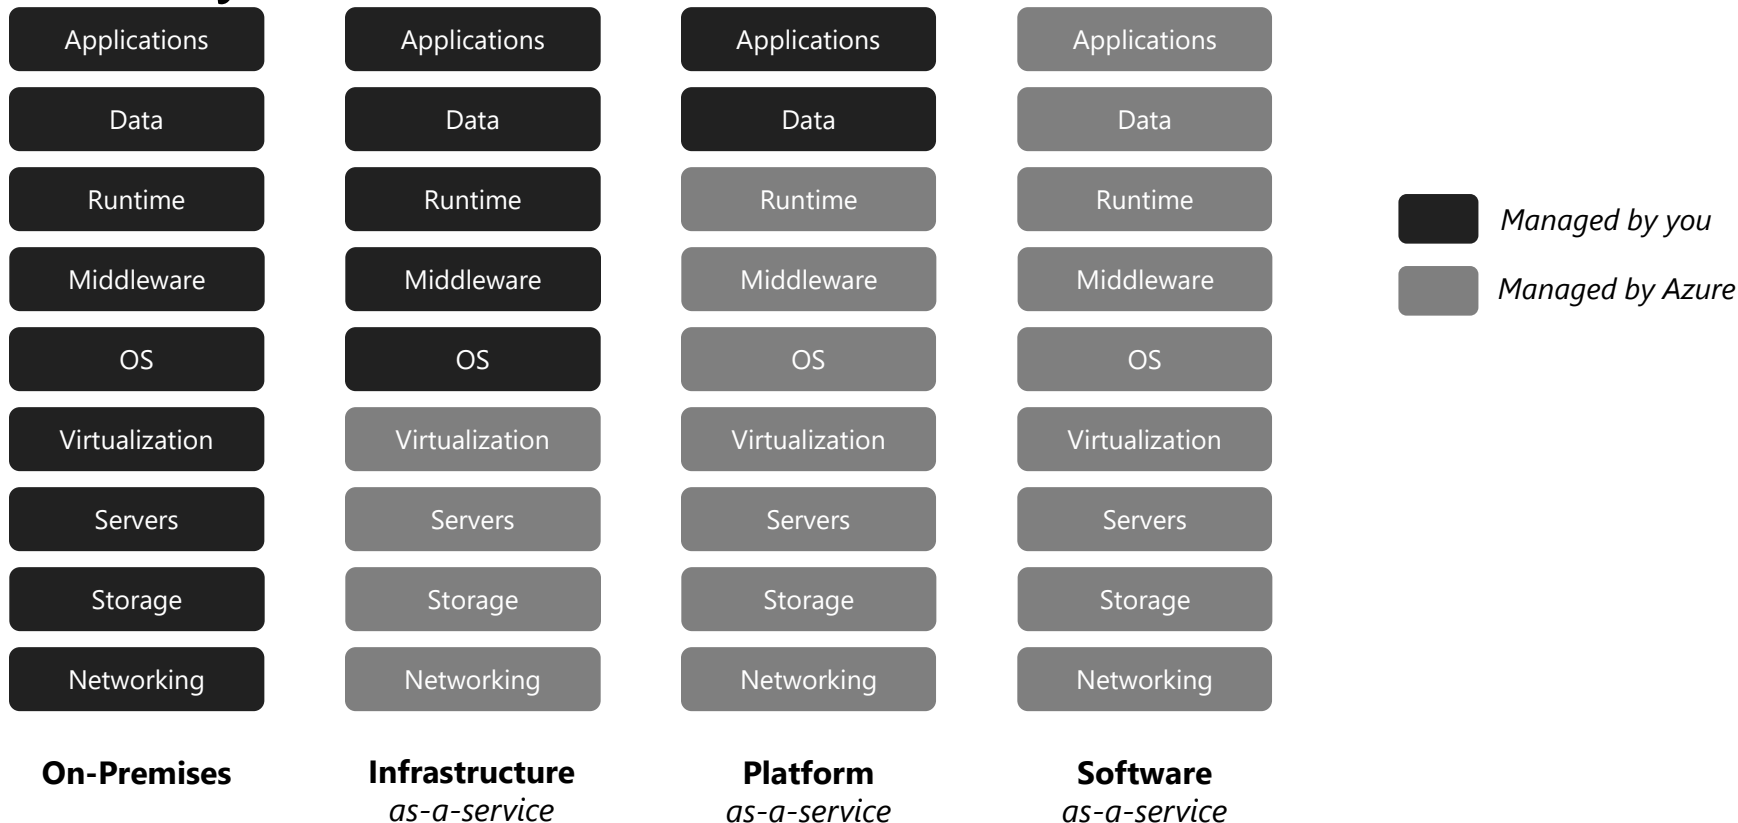 Applications
Applications
Applications
Applications
Data
Data
Data
Data
Runtime
Runtime
Runtime
Runtime
Managed by you
Middleware
Middleware
Middleware
Middleware
Managed by Azure
OS
OS
OS
OS
Virtualization
Virtualization
Virtualization
Virtualization
Servers
Servers
Servers
Servers
Storage
Storage
Storage
Storage
Networking
Networking
Networking
Networking
On-Premises
Infrastructure
as-a-service
Platform
as-a-service
Software
as-a-service